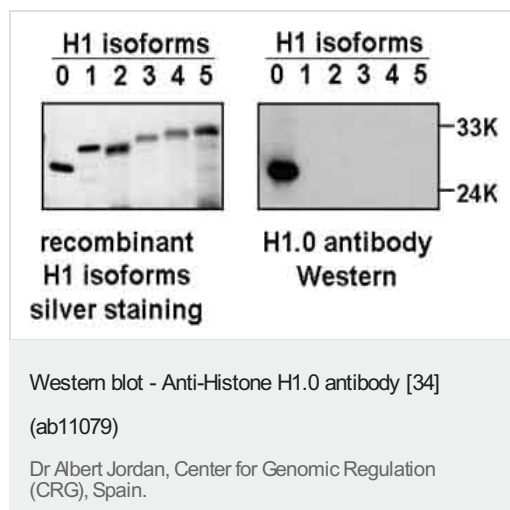 H1 isoforms
0 1 2 3 4 5
recombinant
H1 isoforms
silver staining
H1 isoforms
0 1 2 3 4 5
33K
24K
H1.0 antibody
Western
Western blot - Anti-Histone H1.0 antibody [34]
(ab11079)
Dr Albert Jordan, Center for Genomic Regulation
(CRG), Spain.